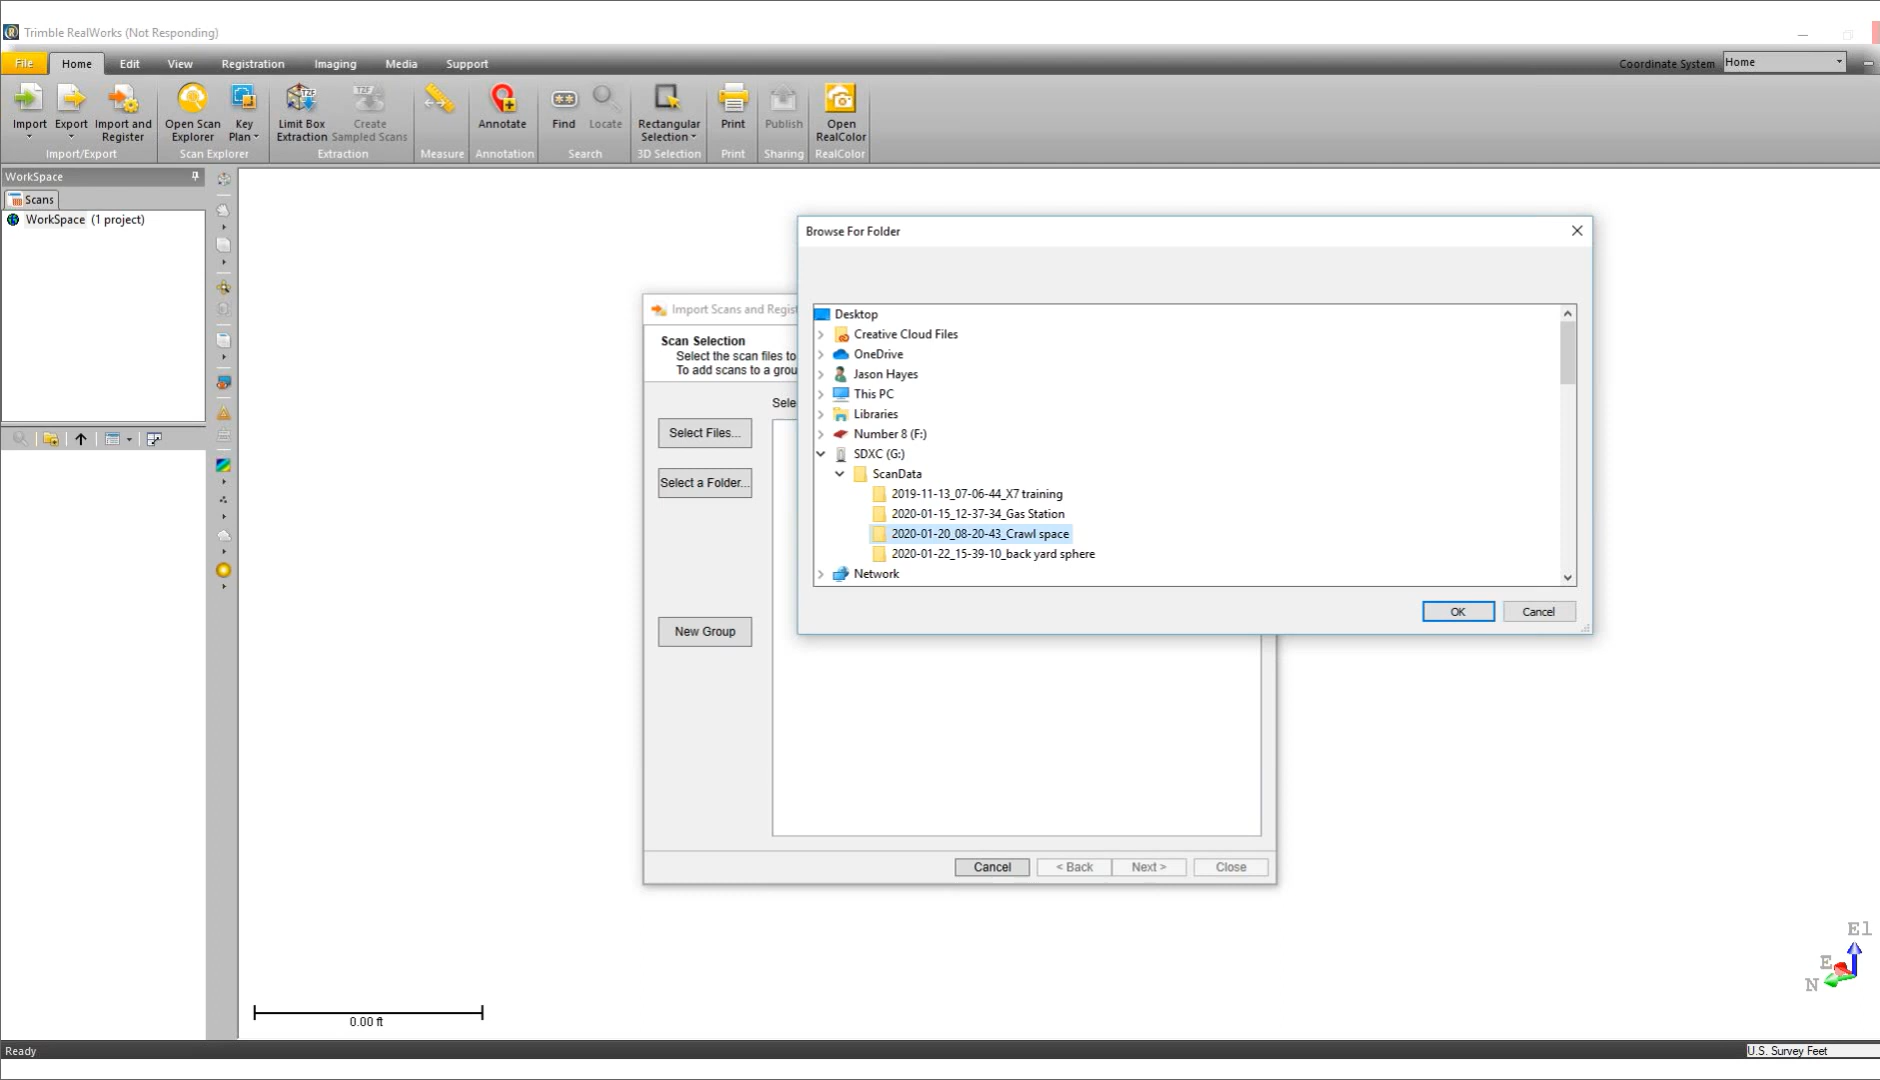 Trimble RealWorks (Not Responding)
File Home Edit View Registration Imaging Media Support
Coordinate System Home
Import Export Import and Register Open Scan Explorer Key Plan Limit Box Extraction Create Sampled Scans Annotate Find Locate Rectangular Selection Print Publish Open RealColor
Import/Export Scan Explorer Extraction Measure Annotation Search 3D Selection Print Sharing RealColor
WorkSpace
Scans
WorkSpace (1 project)
Browse For Folder
Desktop
Creative Cloud Files
OneDrive
Jason Hayes
This PC
Libraries
Number 8 (F:)
SDXC (G:)
ScanData
2019-11-13_07-06-44_X7 training
2020-01-15_12-37-34_Gas Station
2020-01-20_08-20-43_Crawl space
2020-01-22_15-39-10_back yard sphere
Network
OK Cancel
Import Scans and Regist
Scan Selection
Select the scan files to
To add scans to a grou
Sele
Select Files...
Select a Folder...
New Group
Cancel < Back Next > Close
El
E
N
0.00 ft
Ready
U.S. Survey Feet